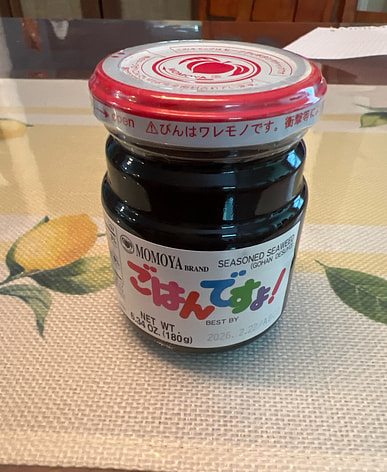 open
⚠びんはワレモノです。衝撃を
MOMOYA BRAND
SEASONED SEAWEED
(GOHAN DESUYO)
ごはんですよ!
NET WT
6.34 OZ. (180g)
BEST BY